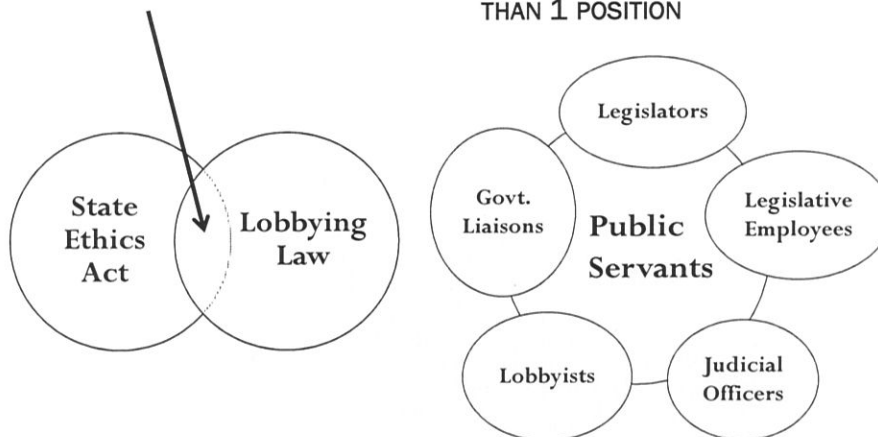 THAN 1 POSITION
State
Ethics
Act
Lobbying
Law
Legislators
Govt.
Liaisons
Public
Servants
Legislative
Employees
Lobbyists
Judicial
Officers